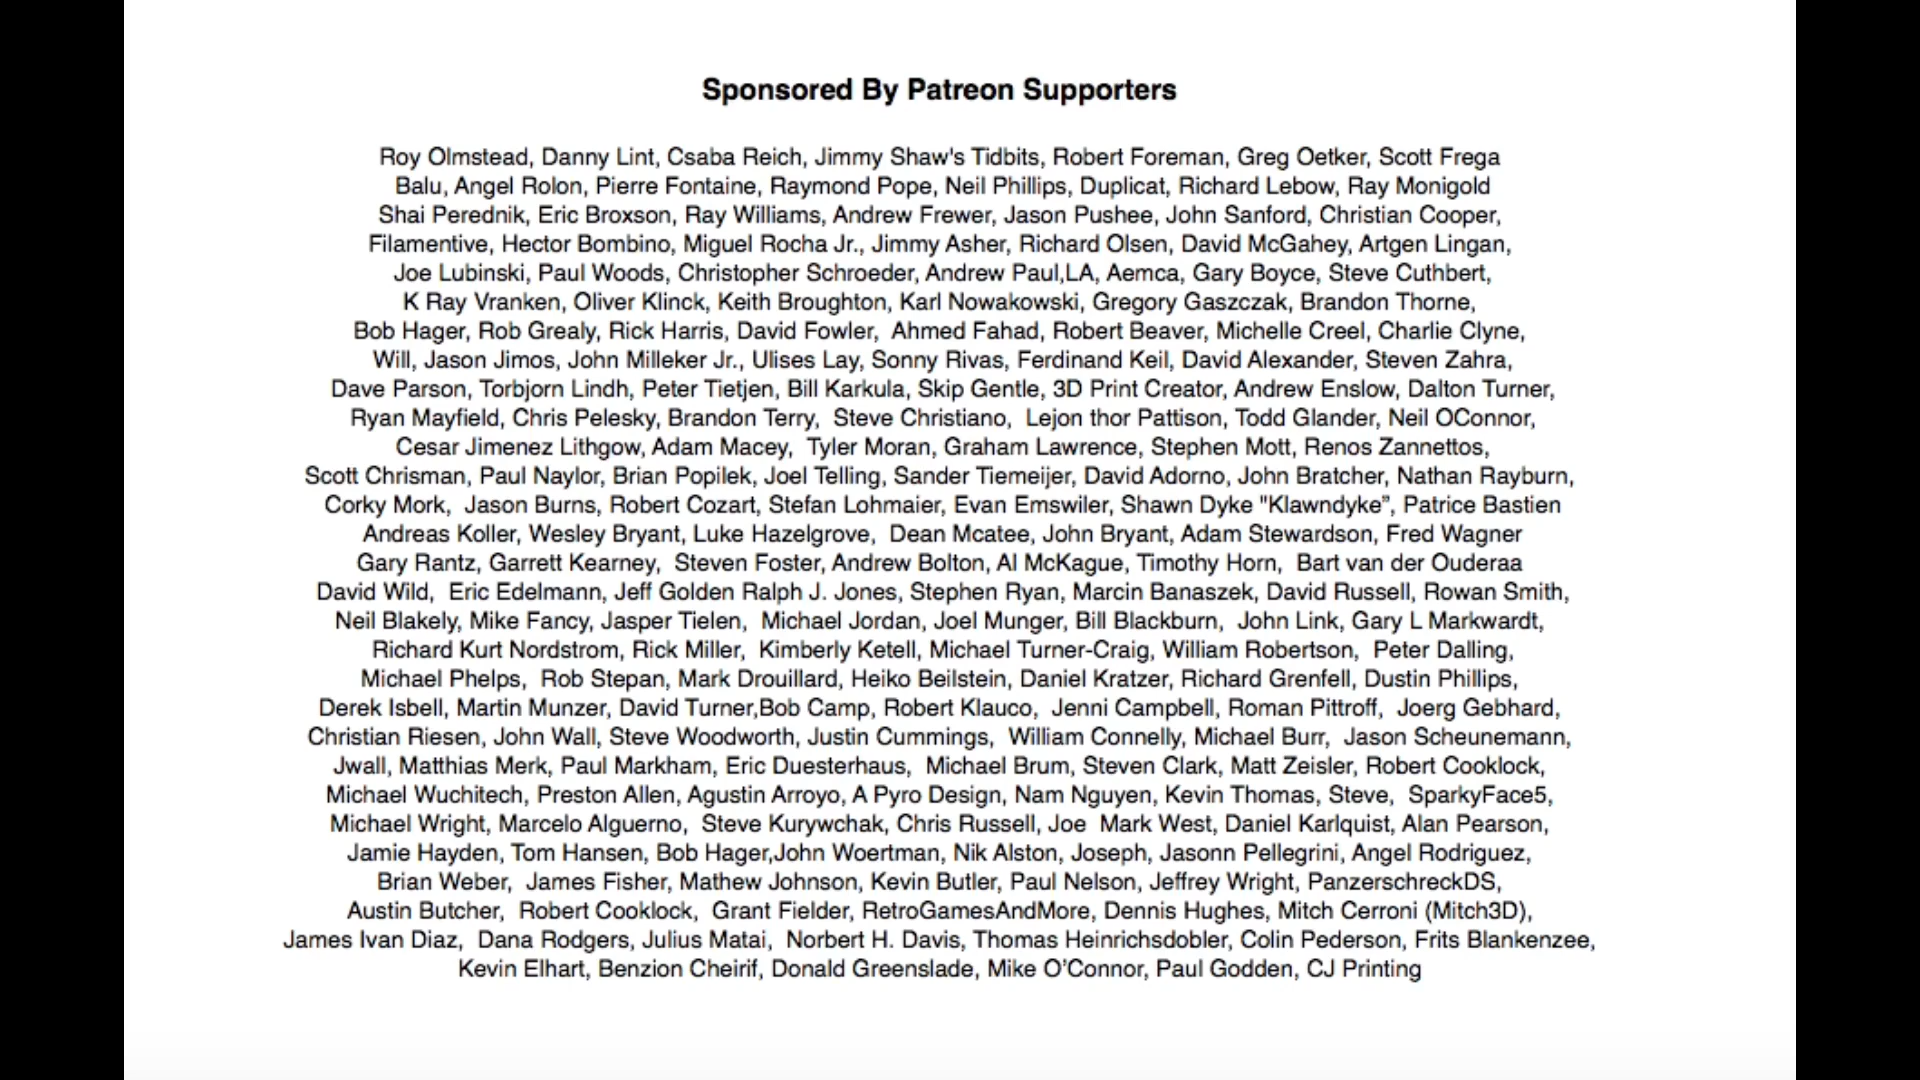 Sponsored By Patreon Supporters
Roy Olmstead, Danny Lint, Csaba Reich, Jimmy Shaw's Tidbits, Robert Foreman, Greg Oetker, Scott Frega
Balu, Angel Rolon, Pierre Fontaine, Raymond Pope, Neil Phillips, Duplicat, Richard Lebow, Ray Monigold
Shai Perednik, Eric Broxson, Ray Williams, Andrew Frewer, Jason Pushee, John Sanford, Christian Cooper,
Filamentive, Hector Bombino, Miguel Rocha Jr., Jimmy Asher, Richard Olsen, David McGahey, Artgen Lingan,
Joe Lubinski, Paul Woods, Christopher Schroeder, Andrew Paul,LA, Aemca, Gary Boyce, Steve Cuthbert,
K Ray Vranken, Oliver Klinck, Keith Broughton, Karl Nowakowski, Gregory Gaszczak, Brandon Thorne,
Bob Hager, Rob Grealy, Rick Harris, David Fowler,  Ahmed Fahad, Robert Beaver, Michelle Creel, Charlie Clyne,
Will, Jason Jimos, John Milleker Jr., Ulises Lay, Sonny Rivas, Ferdinand Keil, David Alexander, Steven Zahra,
Dave Parson, Torbjorn Lindh, Peter Tietjen, Bill Karkula, Skip Gentle, 3D Print Creator, Andrew Enslow, Dalton Turner,
Ryan Mayfield, Chris Pelesky, Brandon Terry,  Steve Christiano,  Lejon thor Pattison, Todd Glander, Neil OConnor,
Cesar Jimenez Lithgow, Adam Macey,  Tyler Moran, Graham Lawrence, Stephen Mott, Renos Zannettos,
Scott Chrisman, Paul Naylor, Brian Popilek, Joel Telling, Sander Tiemeijer, David Adorno, John Bratcher, Nathan Rayburn,
Corky Mork,  Jason Burns, Robert Cozart, Stefan Lohmaier, Evan Emswiler, Shawn Dyke "Klawndyke”, Patrice Bastien
Andreas Koller, Wesley Bryant, Luke Hazelgrove,  Dean Mcatee, John Bryant, Adam Stewardson, Fred Wagner
Gary Rantz, Garrett Kearney,  Steven Foster, Andrew Bolton, Al McKague, Timothy Horn,  Bart van der Ouderaa
David Wild,  Eric Edelmann, Jeff Golden Ralph J. Jones, Stephen Ryan, Marcin Banaszek, David Russell, Rowan Smith,
Neil Blakely, Mike Fancy, Jasper Tielen,  Michael Jordan, Joel Munger, Bill Blackburn,  John Link, Gary L Markwardt,
Richard Kurt Nordstrom, Rick Miller,  Kimberly Ketell, Michael Turner-Craig, William Robertson,  Peter Dalling,
Michael Phelps,  Rob Stepan, Mark Drouillard, Heiko Beilstein, Daniel Kratzer, Richard Grenfell, Dustin Phillips,
Derek Isbell, Martin Munzer, David Turner,Bob Camp, Robert Klauco,  Jenni Campbell, Roman Pittroff,  Joerg Gebhard,
Christian Riesen, John Wall, Steve Woodworth, Justin Cummings,  William Connelly, Michael Burr,  Jason Scheunemann,
Jwall, Matthias Merk, Paul Markham, Eric Duesterhaus,  Michael Brum, Steven Clark, Matt Zeisler, Robert Cooklock,
Michael Wuchitech, Preston Allen, Agustin Arroyo, A Pyro Design, Nam Nguyen, Kevin Thomas, Steve,  SparkyFace5,
Michael Wright, Marcelo Alguerno,  Steve Kurywchak, Chris Russell, Joe  Mark West, Daniel Karlquist, Alan Pearson,
Jamie Hayden, Tom Hansen, Bob Hager,John Woertman, Nik Alston, Joseph, Jasonn Pellegrini, Angel Rodriguez,
Brian Weber,  James Fisher, Mathew Johnson, Kevin Butler, Paul Nelson, Jeffrey Wright, PanzerschreckDS,
Austin Butcher,  Robert Cooklock,  Grant Fielder, RetroGamesAndMore, Dennis Hughes, Mitch Cerroni (Mitch3D),
James Ivan Diaz,  Dana Rodgers, Julius Matai,  Norbert H. Davis, Thomas Heinrichsdobler, Colin Pederson, Frits Blankenzee,
Kevin Elhart, Benzion Cheirif, Donald Greenslade, Mike O’Connor, Paul Godden, CJ Printing